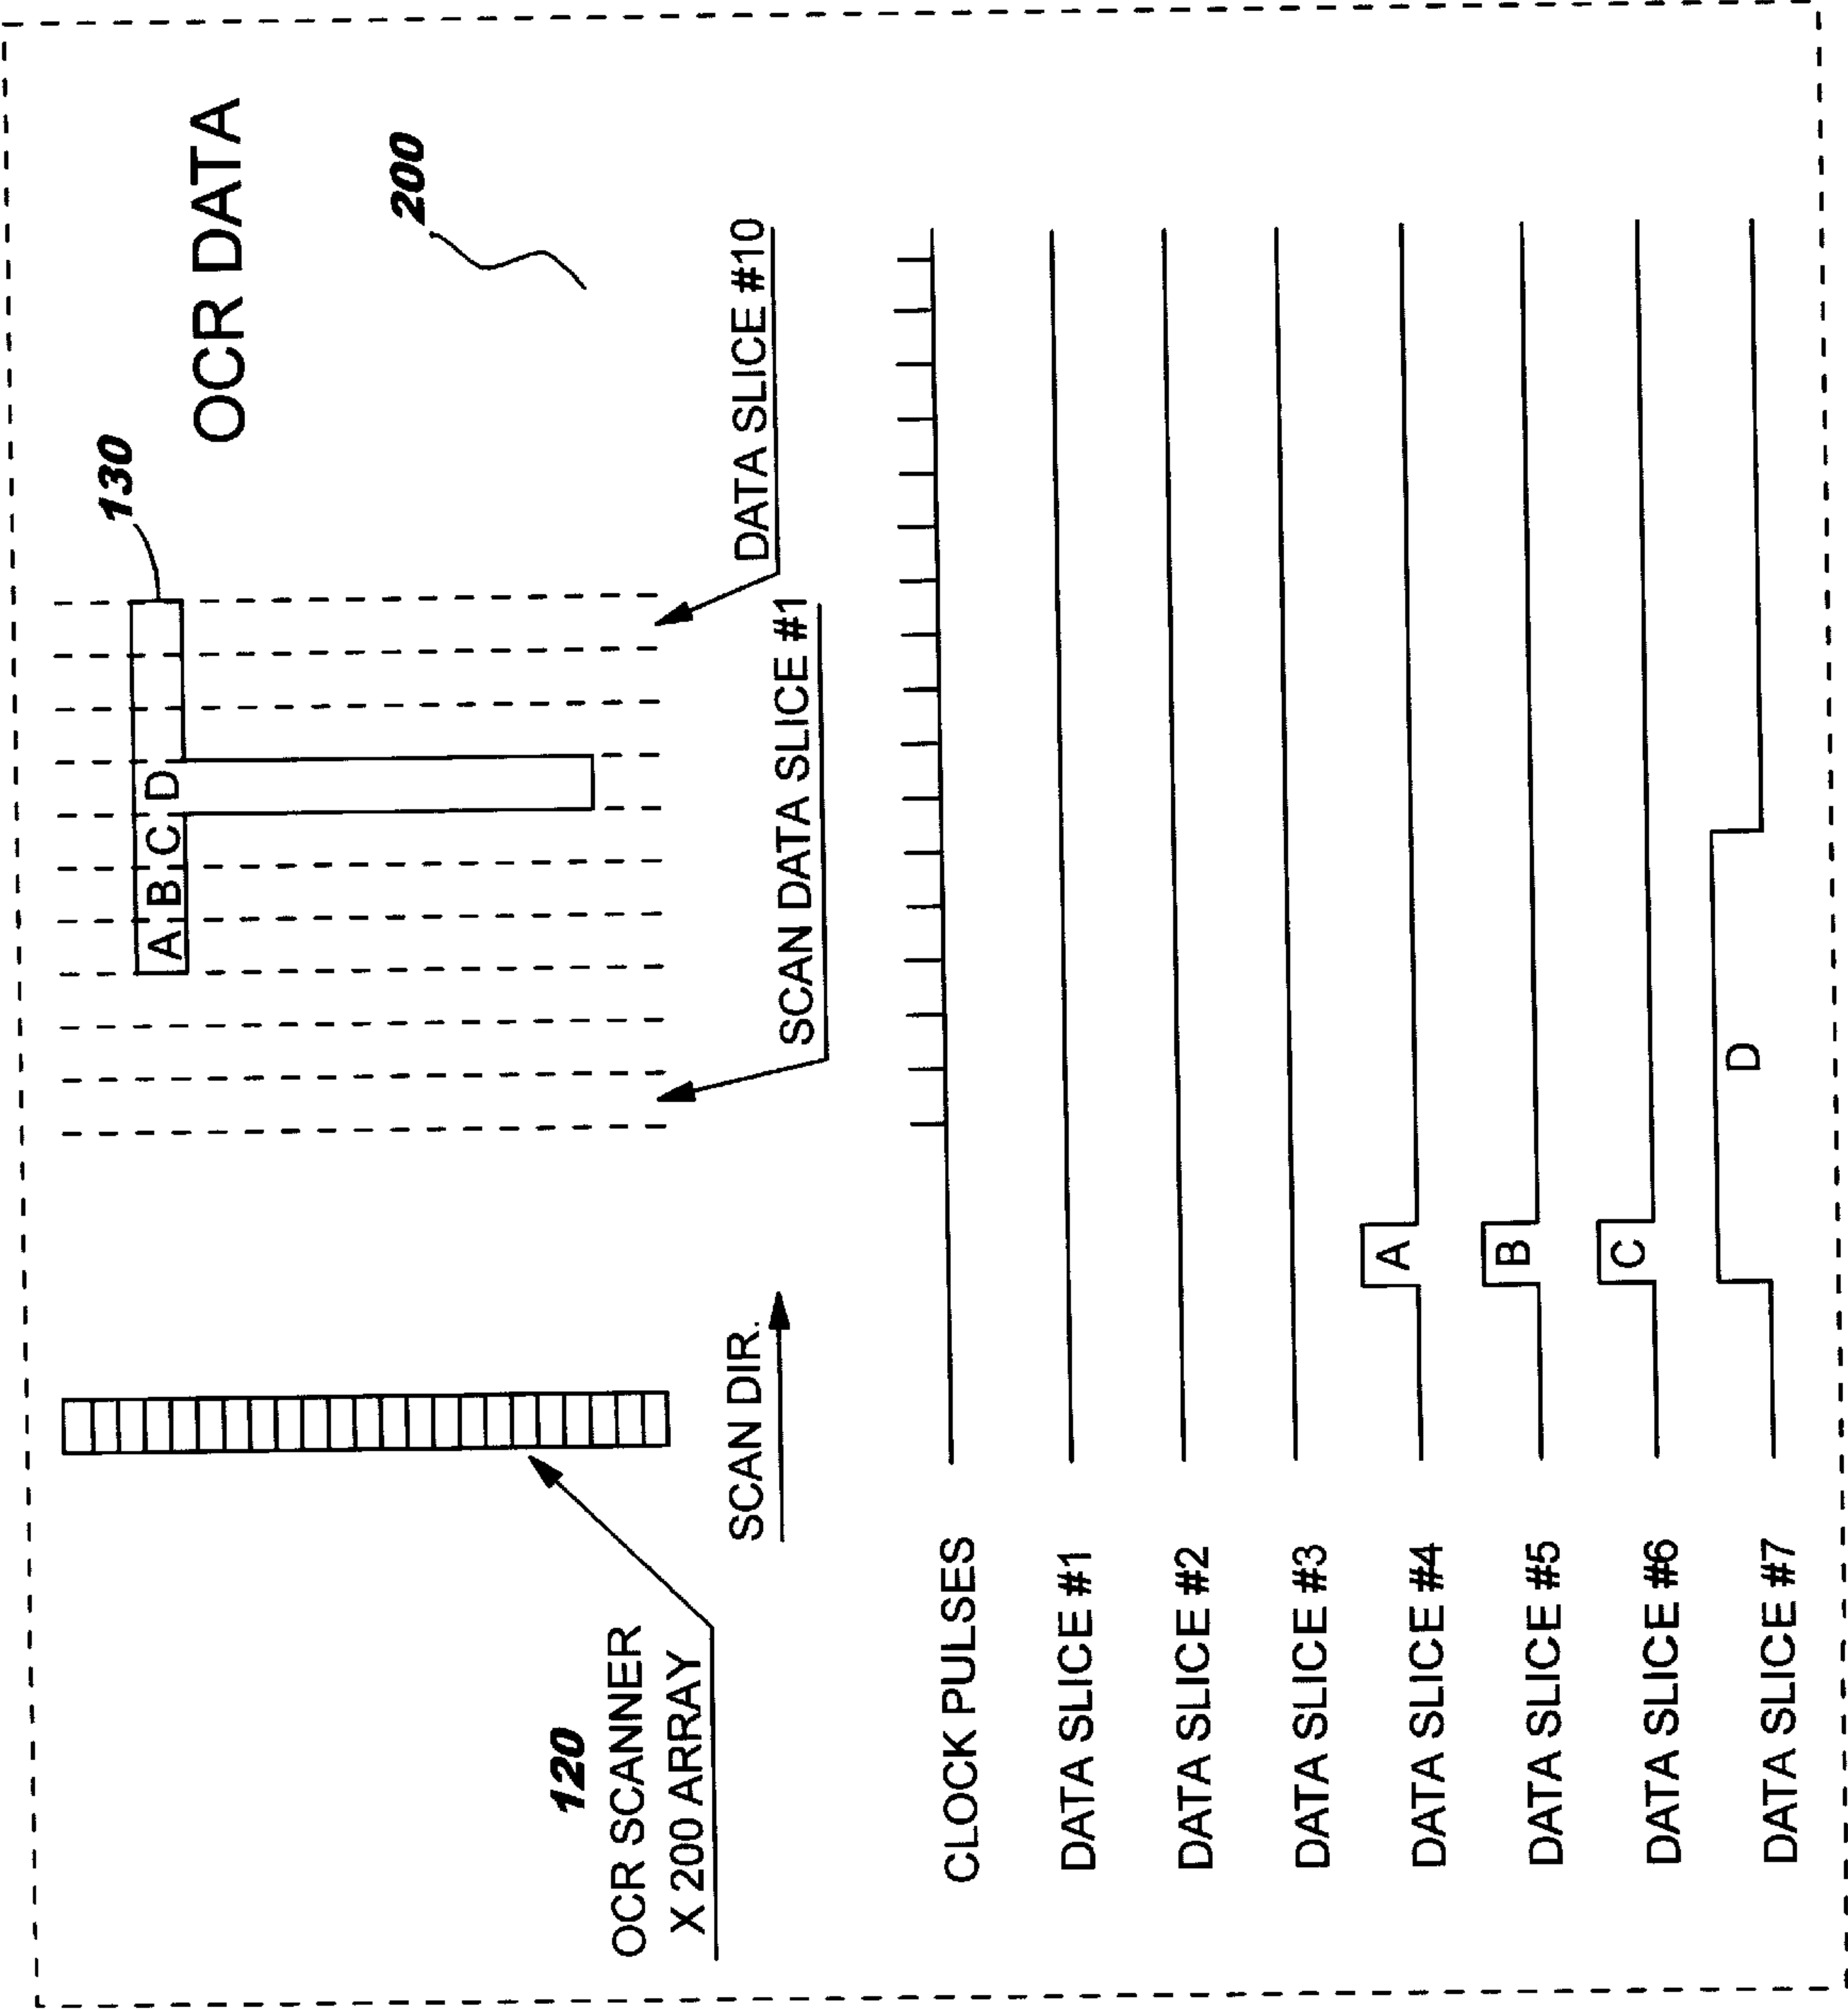 OCR DATA
130
200
A B C D
120
OCR SCANNER
X 200 ARRAY
SCAN DIR.
DATA SLICE #10
SCAN DATA SLICE #1
CLOCK PULSES
DATA SLICE #1
DATA SLICE #2
DATA SLICE #3
DATA SLICE #4
A
DATA SLICE #5
B
DATA SLICE #6
C
DATA SLICE #7
D